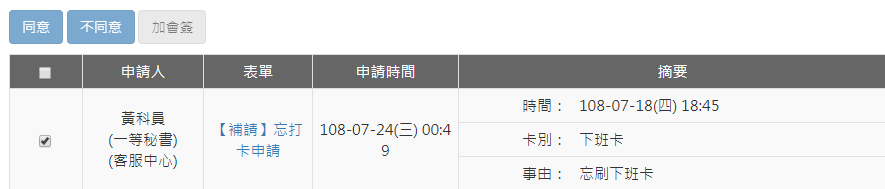 同意 不同意 加會簽
申請人 表單 申請時間 摘要
黃科員
(一等秘書)
(客服中心)
【補請】忘打
卡申請
108-07-24(三) 00:4
9
時間： 108-07-18(四) 18:45
卡別： 下班卡
事由： 忘刷下班卡